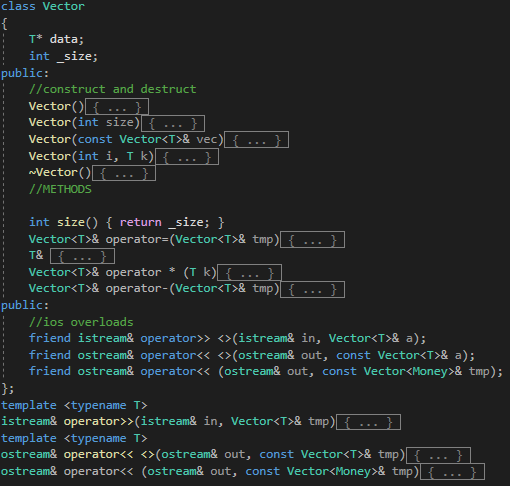 class Vector
{
    T* data;
    int _size;
public:
    //construct and destruct
    Vector(){ ... }
    Vector(int size){ ... }
    Vector(const Vector<T>& vec){ ... }
    Vector(int i, T k){ ... }
    ~Vector(){ ... }
    //METHODS

    int size() { return _size; }
    Vector<T>& operator=(Vector<T>& tmp){ ... }
    T& { ... }
    Vector<T>& operator * (T k){ ... }
    Vector<T>& operator-(Vector<T>& tmp){ ... }
public:
    //ios overloads
    friend istream& operator>> <>(istream& in, Vector<T>& a);
    friend ostream& operator<< <>(ostream& out, const Vector<T>& a);
    friend ostream& operator<< (ostream& out, const Vector<Money>& tmp);
};
template <typename T>
istream& operator>>(istream& in, Vector<T>& tmp){ ... }
template <typename T>
ostream& operator<< <>(ostream& out, const Vector<T>& tmp){ ... }
ostream& operator<< (ostream& out, const Vector<Money>& tmp){ ... }